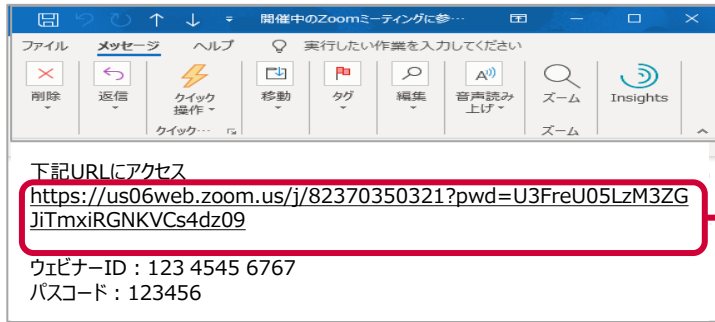 開催中のZoomミーティングに参…
ファイル メッセージ ヘルプ 実行したい作業を入力してください
削除 返信 クイック操作 移動 タグ 編集 音声読み上げ ズーム Insights
クイック… ズーム
下記URLにアクセス
https://us06web.zoom.us/j/82370350321?pwd=U3FreU05LzM3ZG
JiTmxiRGNKVCs4dz09
ウェビナーID:123 4545 6767
パスコード:123456